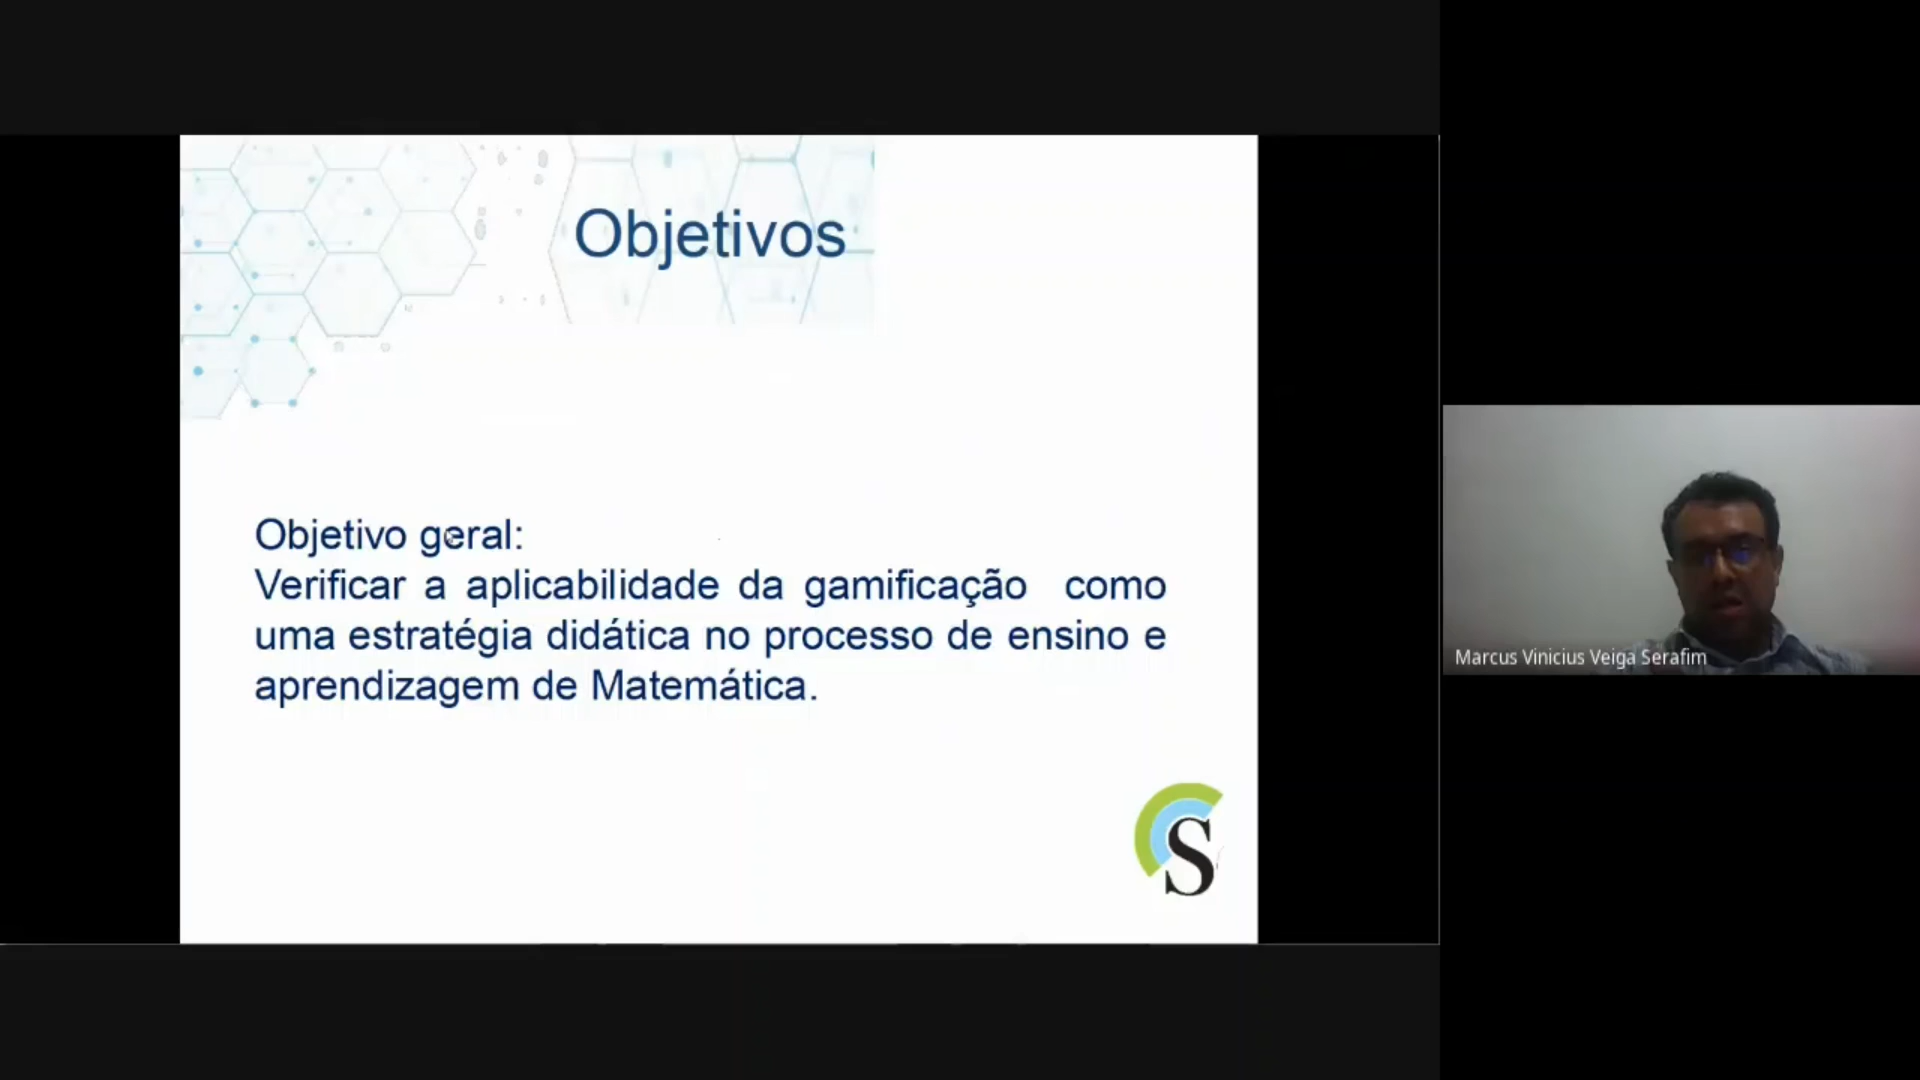 Objetivos
Objetivo geral:
Verificar a aplicabilidade da gamificação como
uma estratégia didática no processo de ensino e
aprendizagem de Matemática.
S
Marcus Vinicius Veiga Serafim